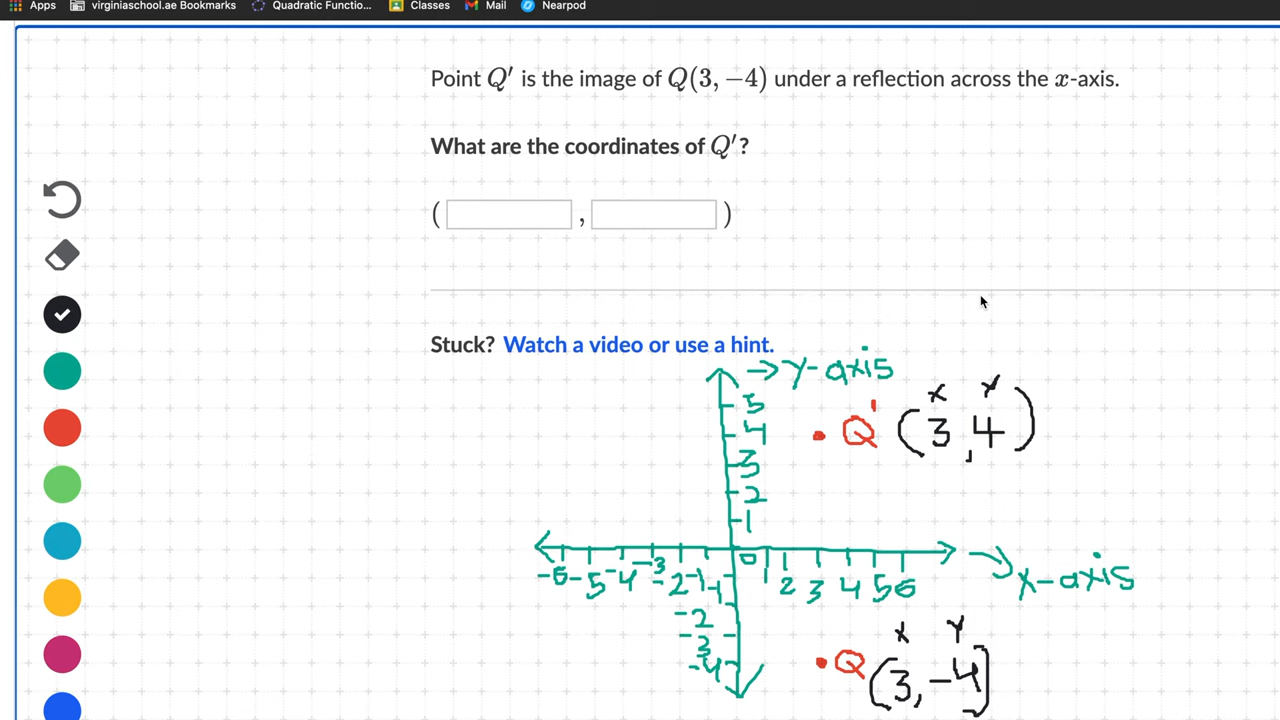 Apps virginiaschool.ae Bookmarks Quadratic Functio... Classes Mail Nearpod
Point Q′ is the image of Q(3, −4) under a reflection across the x-axis.
What are the coordinates of Q′?
( , )
Stuck? Watch a video or use a hint.
→ y-axis
5
4
3
2
1
• Q' (3, 4)
x y
-6 -5 -4 -3 -2 -1 0 1 2 3 4 5 6
→ x-axis
-1
-2
-3
-4
x y
• Q (3, -4]